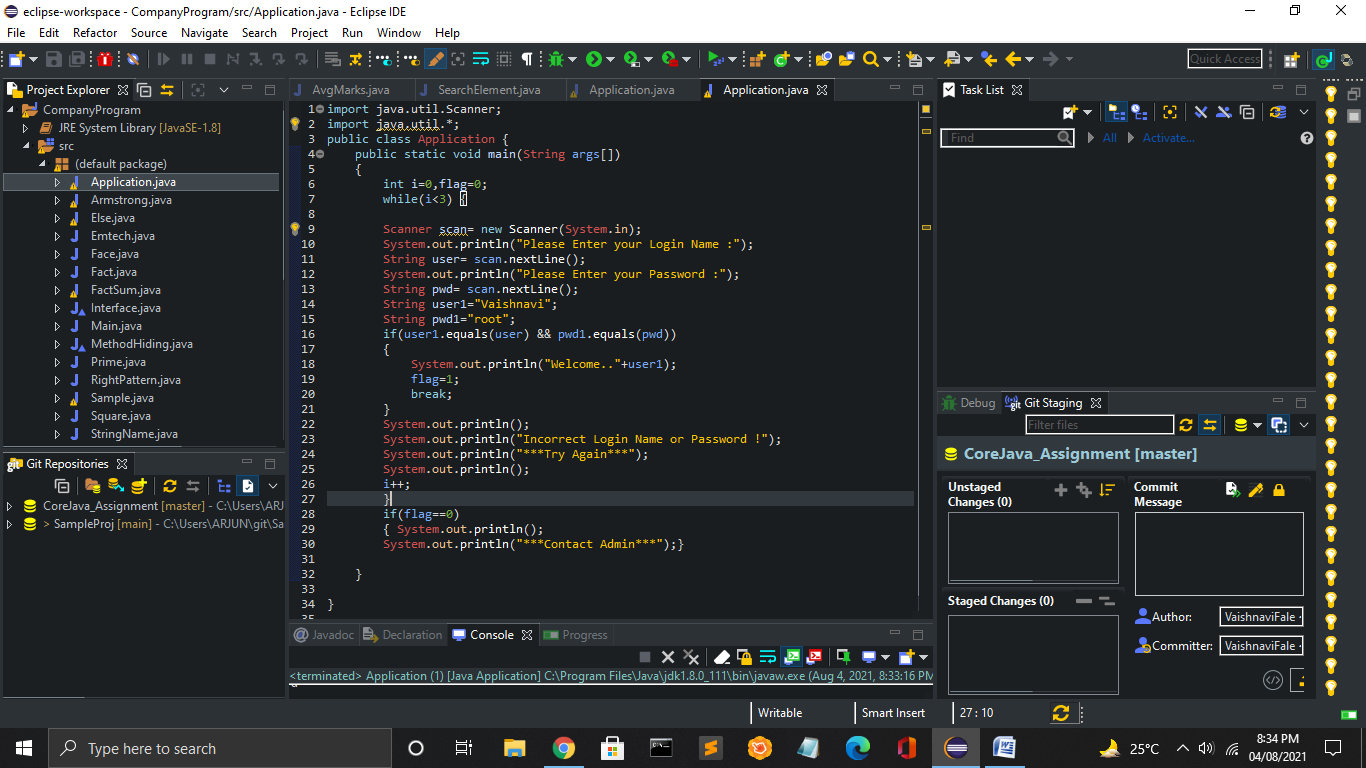 eclipse-workspace - CompanyProgram/src/Application.java - Eclipse IDE
File Edit Refactor Source Navigate Search Project Run Window Help
Quick Access
Project Explorer
CompanyProgram
JRE System Library [JavaSE-1.8]
src
(default package)
Application.java
Armstrong.java
Else.java
Emtech.java
Face.java
Fact.java
FactSum.java
Interface.java
Main.java
MethodHiding.java
Prime.java
RightPattern.java
Sample.java
Square.java
StringName.java
Git Repositories
CoreJava_Assignment [master] - C:\Users\ARJ
> SampleProj [main] - C:\Users\ARJUN\git\Sa
AvgMarks.java SearchElement.java Application.java Application.java
1 import java.util.Scanner;
2 import java.util.*;
3 public class Application {
4 public static void main(String args[])
5 {
6 int i=0,flag=0;
7 while(i<3) {
8
9 Scanner scan= new Scanner(System.in);
10 System.out.println("Please Enter your Login Name :");
11 String user= scan.nextLine();
12 System.out.println("Please Enter your Password :");
13 String pwd= scan.nextLine();
14 String user1="Vaishnavi";
15 String pwd1="root";
16 if(user1.equals(user) && pwd1.equals(pwd))
17 {
18 System.out.println("Welcome.."+user1);
19 flag=1;
20 break;
21 }
22 System.out.println();
23 System.out.println("Incorrect Login Name or Password !");
24 System.out.println("***Try Again***");
25 System.out.println();
26 i++;
27 }
28 if(flag==0)
29 { System.out.println();
30 System.out.println("***Contact Admin***");}
31
32 }
33
34 }
35
Javadoc Declaration Console Progress
<terminated> Application (1) [Java Application] C:\Program Files\Java\jdk1.8.0_111\bin\javaw.exe (Aug 4, 2021, 8:33:16 PM
Task List
Find All Activate...
Debug Git Staging
Filter files
CoreJava_Assignment [master]
Unstaged Changes (0)
Commit Message
Staged Changes (0)
Author: VaishnaviFale
Committer: VaishnaviFale
Writable Smart Insert 27 : 10
Type here to search
25°C
8:34 PM
04/08/2021